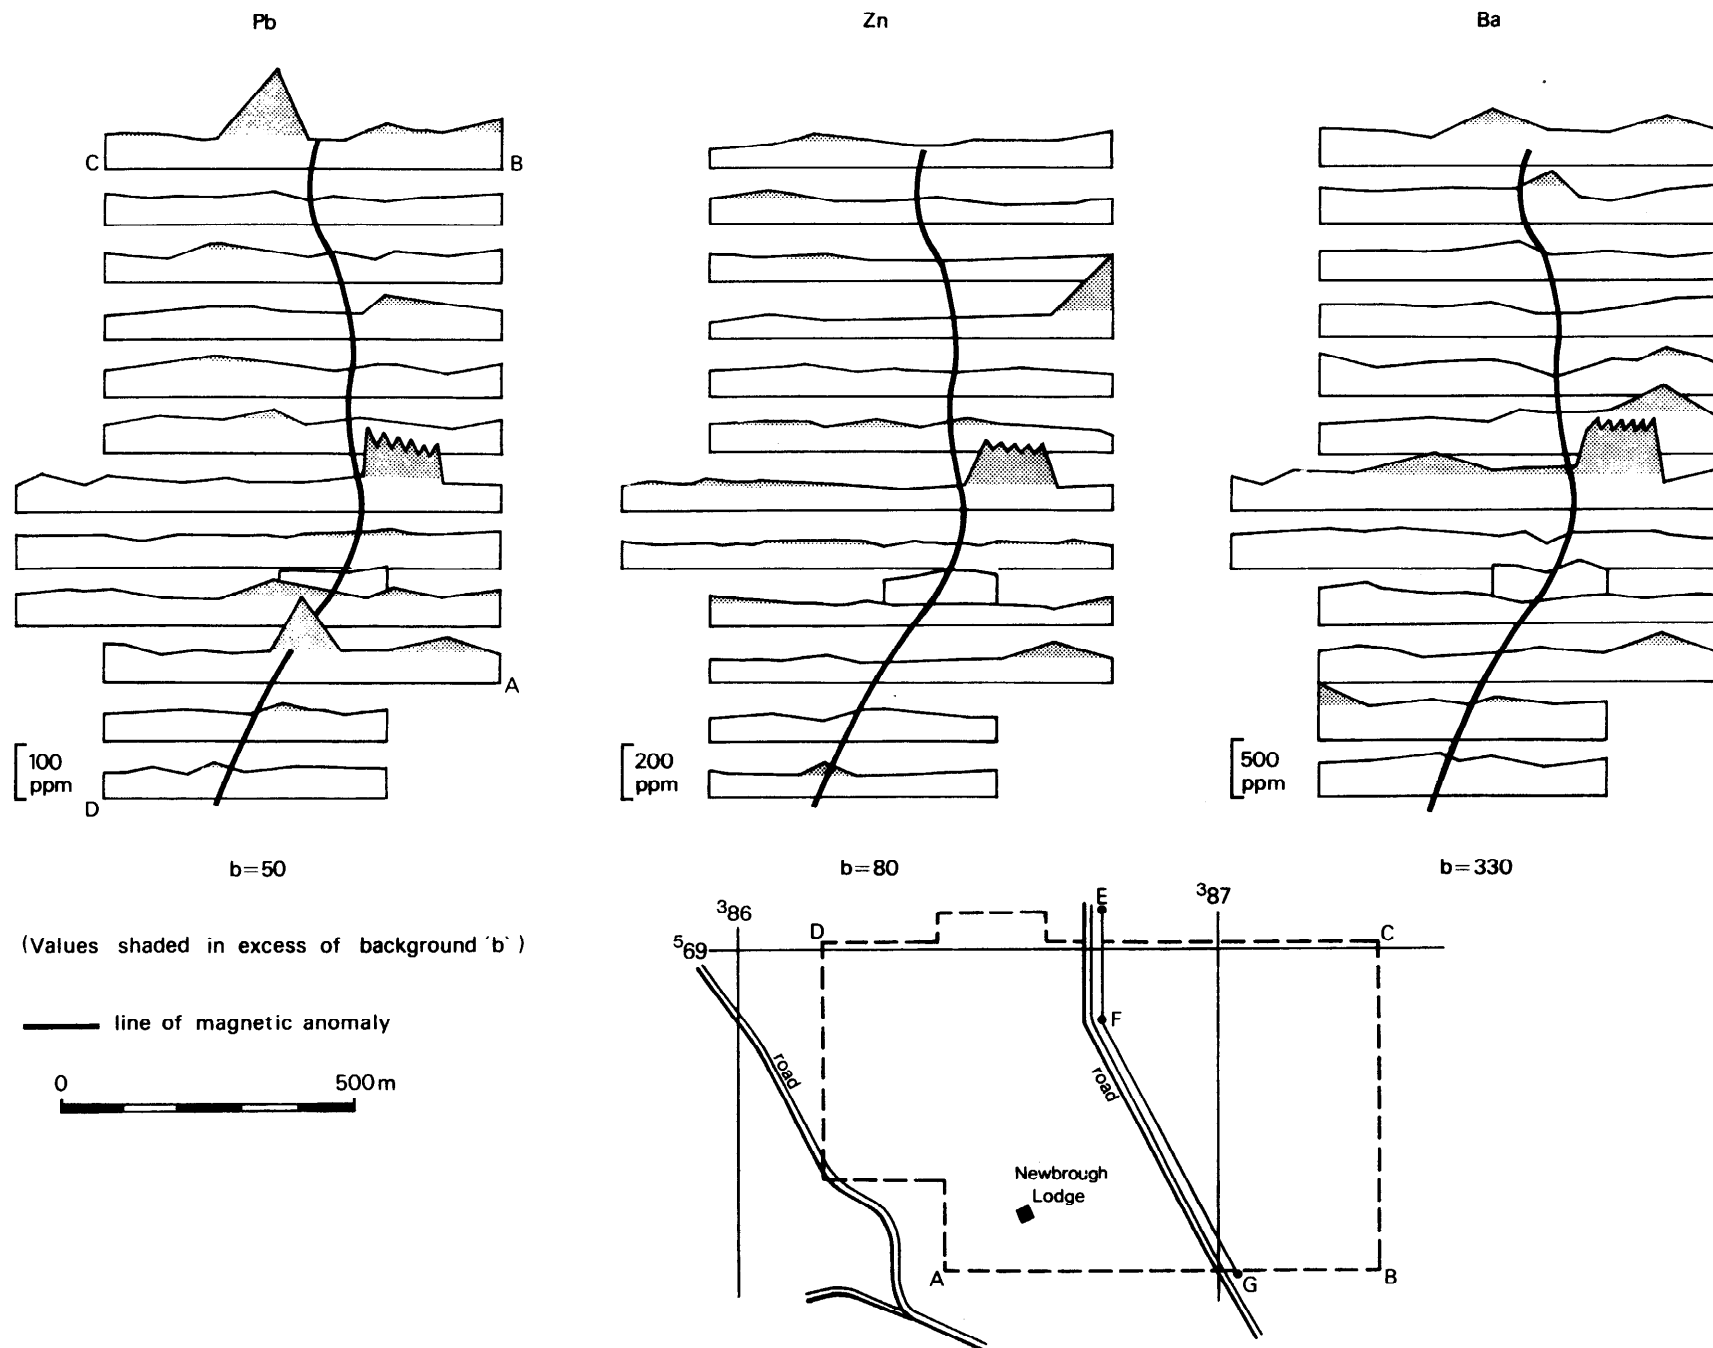 Pb
Zn
Ba
C
B
A
D
100
ppm
200
ppm
500
ppm
b=50
b=80
b=330
(Values shaded in excess of background 'b')
line of magnetic anomaly
0 500m
386
387
569
D
E
C
F
road
road
Newbrough
Lodge
A
G
B